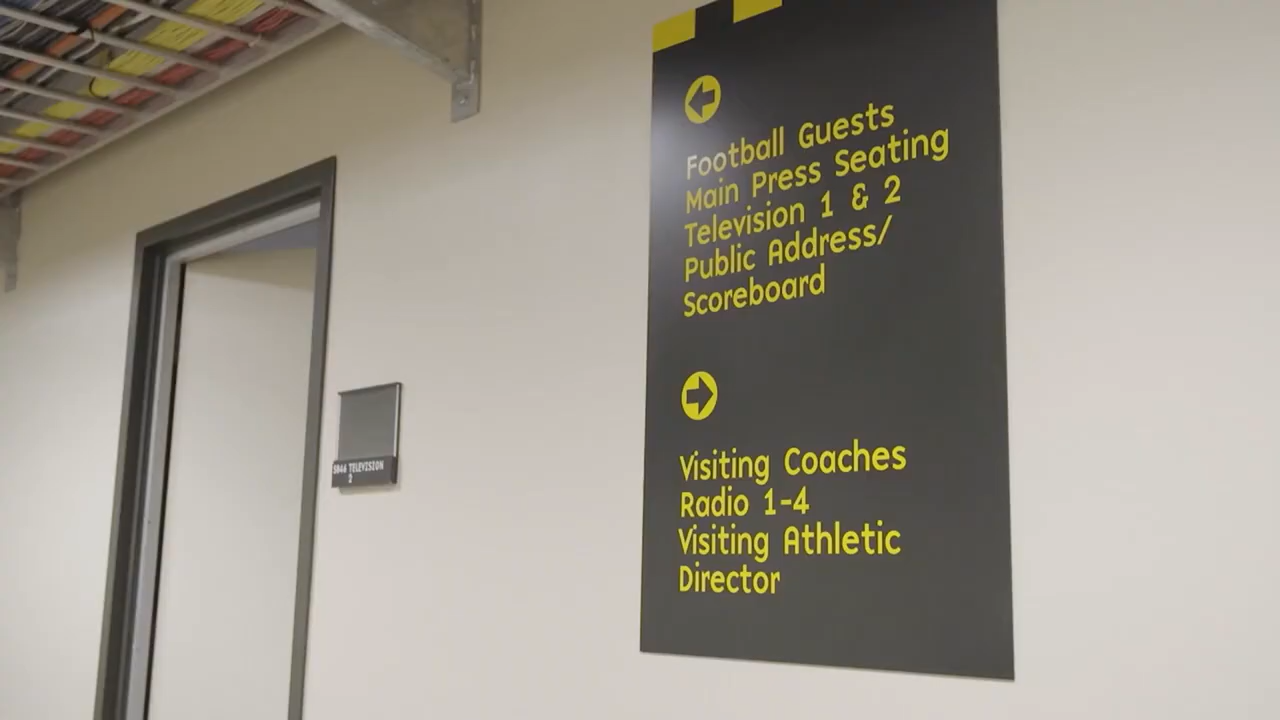 Football Guests
Main Press Seating
Television 1 & 2
Public Address/
Scoreboard
Visiting Coaches
Radio 1-4
Visiting Athletic
Director
5046 TELEVISION
2